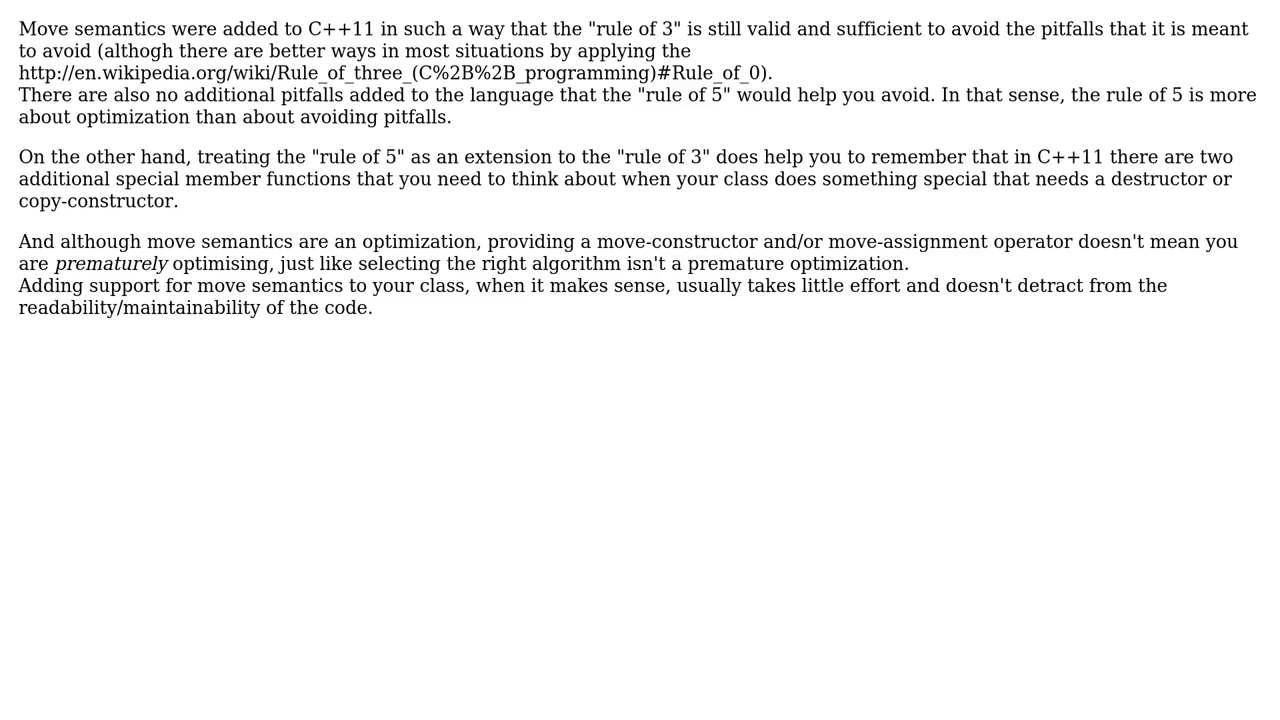 Move semantics were added to C++11 in such a way that the "rule of 3" is still valid and sufficient to avoid the pitfalls that it is meant
to avoid (althogh there are better ways in most situations by applying the
http://en.wikipedia.org/wiki/Rule_of_three_(C%2B%2B_programming)#Rule_of_0).
There are also no additional pitfalls added to the language that the "rule of 5" would help you avoid. In that sense, the rule of 5 is more
about optimization than about avoiding pitfalls.
On the other hand, treating the "rule of 5" as an extension to the "rule of 3" does help you to remember that in C++11 there are two
additional special member functions that you need to think about when your class does something special that needs a destructor or
copy-constructor.
And although move semantics are an optimization, providing a move-constructor and/or move-assignment operator doesn't mean you
are prematurely optimising, just like selecting the right algorithm isn't a premature optimization.
Adding support for move semantics to your class, when it makes sense, usually takes little effort and doesn't detract from the
readability/maintainability of the code.